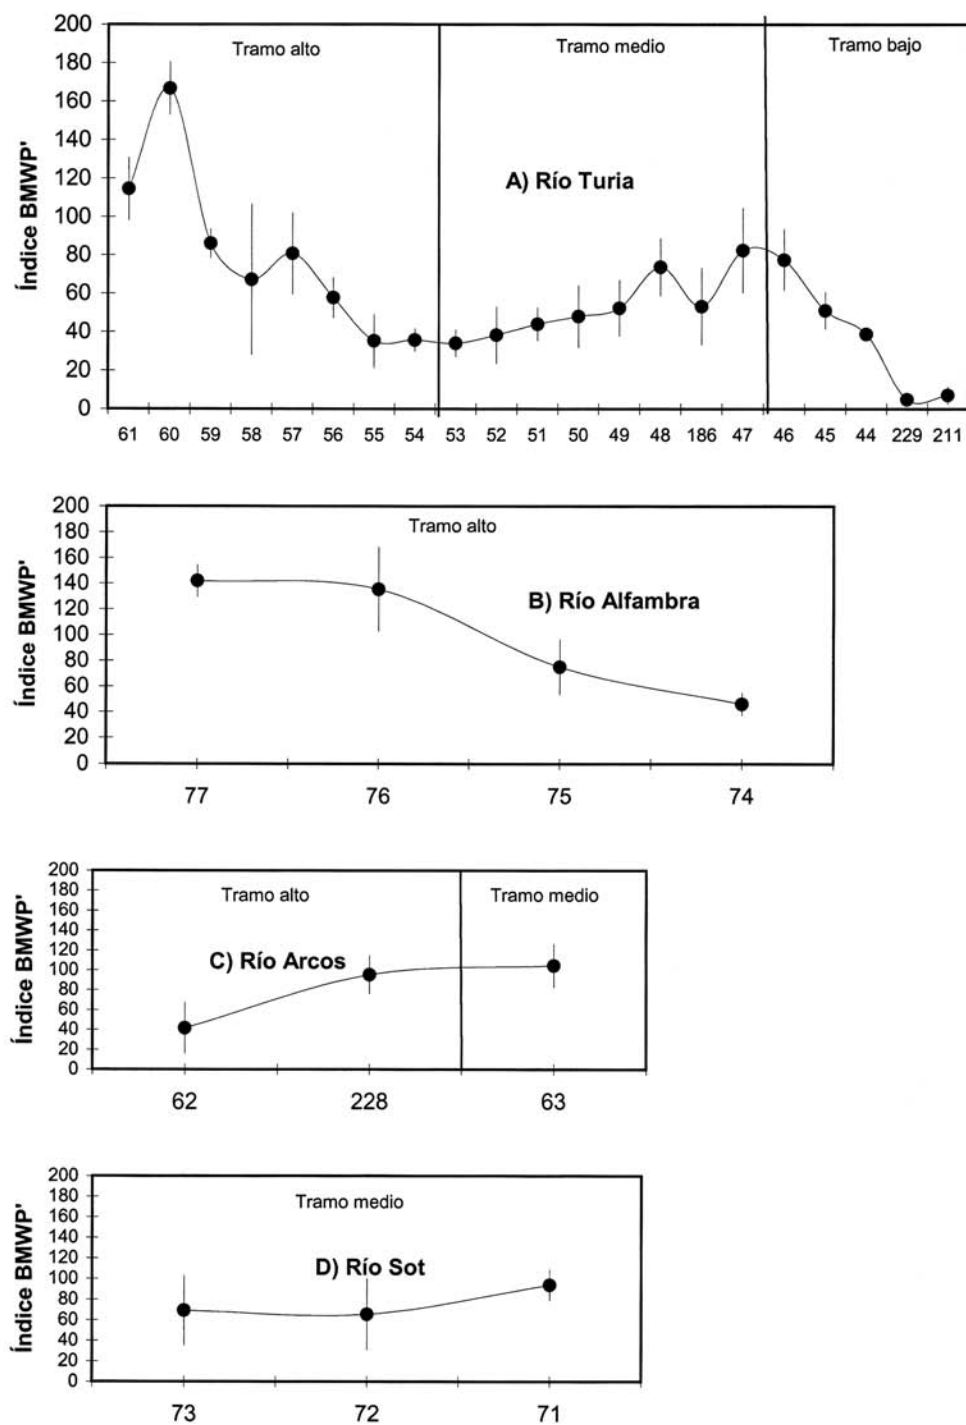 Índice BMWP'
200
180
160
140
120
100
80
60
40
20
0
Tramo alto
Tramo medio
Tramo bajo
A) Río Turia
61 60 59 58 57 56 55 54 53 52 51 50 49 48 186 47 46 45 44 229 211
Índice BMWP'
200
180
160
140
120
100
80
60
40
20
0
Tramo alto
B) Río Alfambra
77 76 75 74
Índice BMWP'
200
180
160
140
120
100
80
60
40
20
0
Tramo alto
Tramo medio
C) Río Arcos
62 228 63
Índice BMWP'
200
180
160
140
120
100
80
60
40
20
0
Tramo medio
D) Río Sot
73 72 71